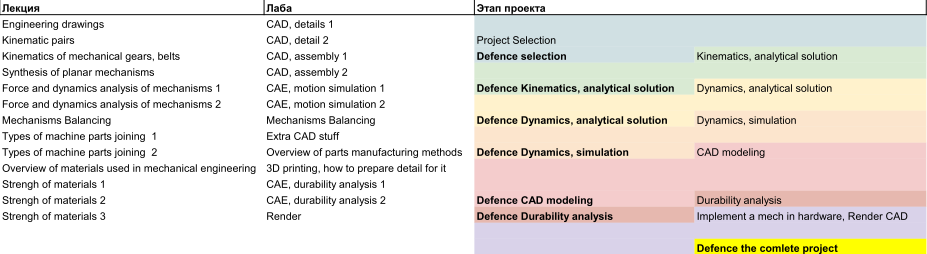 Лекция Лаба Этап проекта
Engineering drawings CAD, details 1
Kinematic pairs CAD, detail 2 Project Selection
Kinematics of mechanical gears, belts CAD, assembly 1 Defence selection Kinematics, analytical solution
Synthesis of planar mechanisms CAD, assembly 2
Force and dynamics analysis of mechanisms 1 CAE, motion simulation 1 Defence Kinematics, analytical solution Dynamics, analytical solution
Force and dynamics analysis of mechanisms 2 CAE, motion simulation 2
Mechanisms Balancing Mechanisms Balancing Defence Dynamics, analytical solution Dynamics, simulation
Types of machine parts joining 1 Extra CAD stuff
Types of machine parts joining 2 Overview of parts manufacturing methods Defence Dynamics, simulation CAD modeling
Overview of materials used in mechanical engineering 3D printing, how to prepare detail for it
Strengh of materials 1 CAE, durability analysis 1
Strengh of materials 2 CAE, durability analysis 2 Defence CAD modeling Durability analysis
Strengh of materials 3 Render Defence Durability analysis Implement a mech in hardware, Render CAD
Defence the comlete project